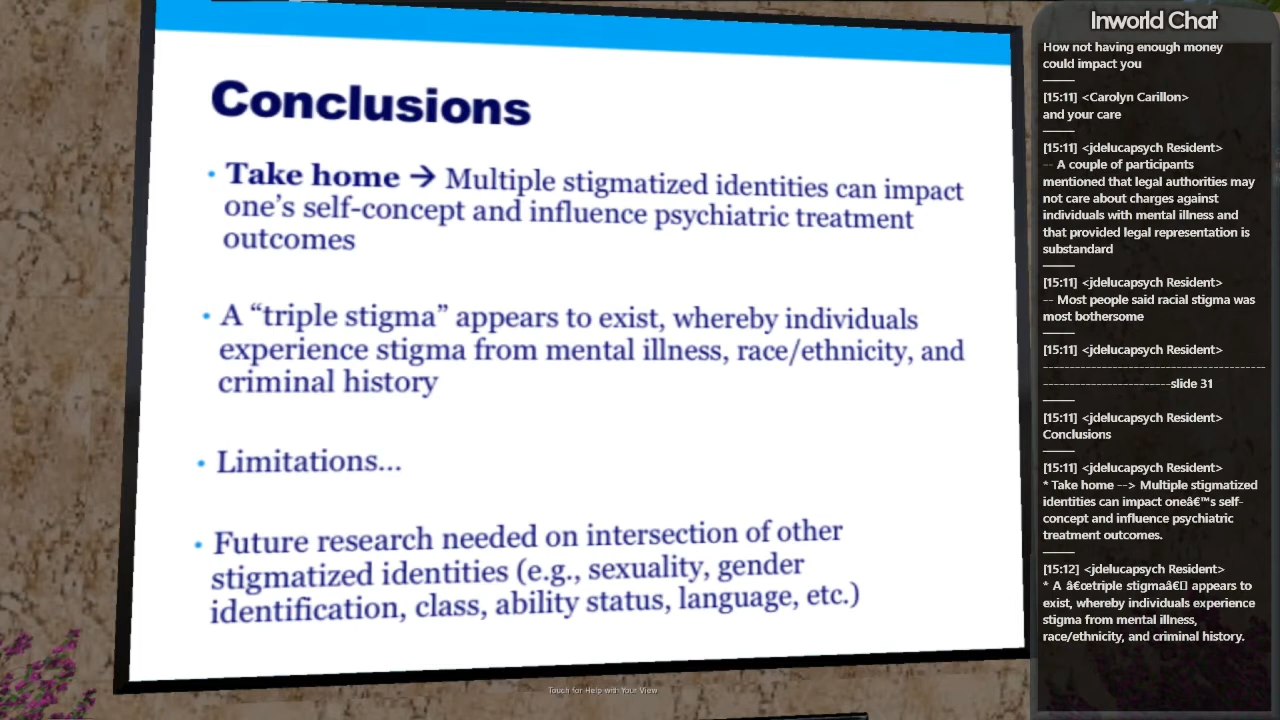 Conclusions
• Take home → Multiple stigmatized identities can impact
one’s self-concept and influence psychiatric treatment
outcomes
• A “triple stigma” appears to exist, whereby individuals
experience stigma from mental illness, race/ethnicity, and
criminal history
• Limitations...
• Future research needed on intersection of other
stigmatized identities (e.g., sexuality, gender
identification, class, ability status, language, etc.)
Touch for Help with Your View
Inworld Chat
How not having enough money
could impact you
[15:11] <Carolyn Carillon>
and your care
[15:11] <jdelucapsych Resident>
-- A couple of participants
mentioned that legal authorities may
not care about charges against
individuals with mental illness and
that provided legal representation is
substandard
[15:11] <jdelucapsych Resident>
-- Most people said racial stigma was
most bothersome
[15:11] <jdelucapsych Resident>
------------------------------------------
------------------------slide 31
[15:11] <jdelucapsych Resident>
Conclusions
[15:11] <jdelucapsych Resident>
* Take home --> Multiple stigmatized
identities can impact oneâ€™s self-
concept and influence psychiatric
treatment outcomes.
[15:12] <jdelucapsych Resident>
* A â€œtriple stigmaâ€ appears to
exist, whereby individuals experience
stigma from mental illness,
race/ethnicity, and criminal history.